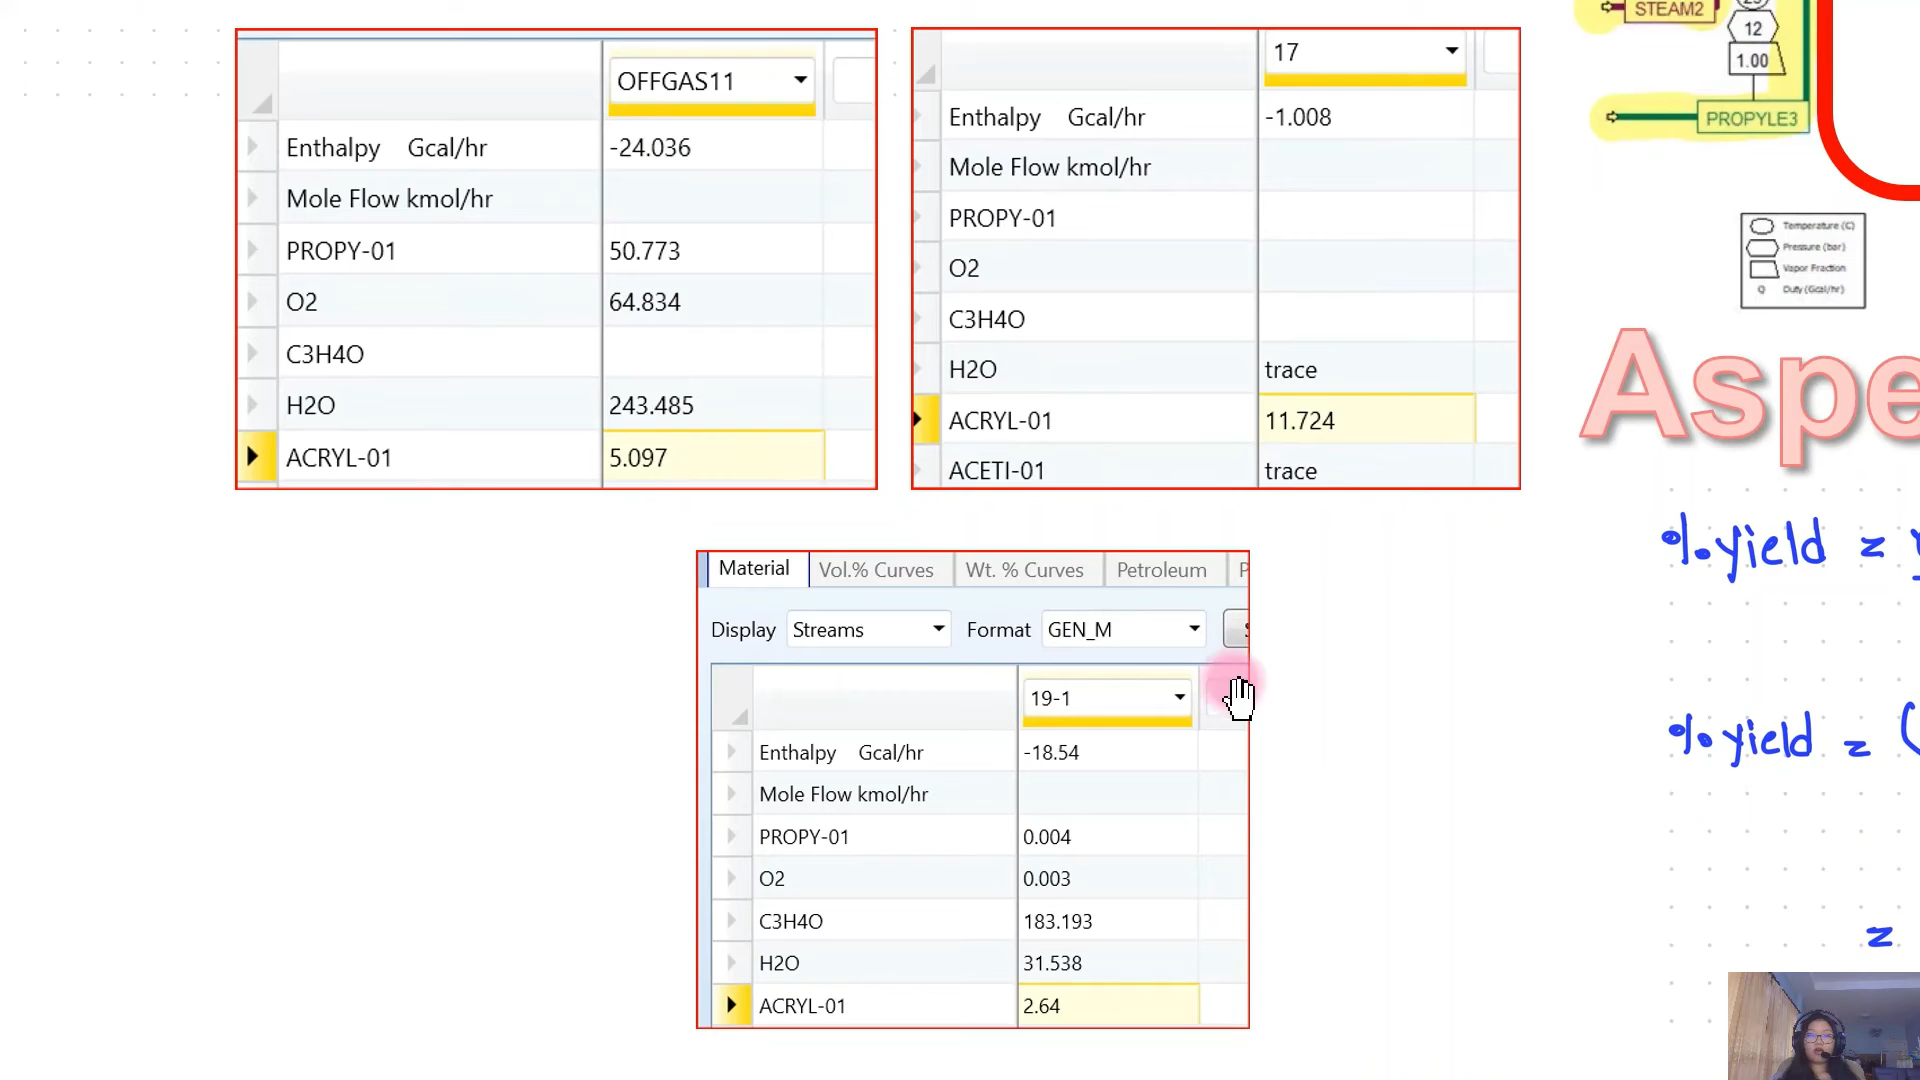 OFFGAS11
Enthalpy Gcal/hr -24.036
Mole Flow kmol/hr
PROPY-01 50.773
O2 64.834
C3H4O
H2O 243.485
ACRYL-01 5.097
17
Enthalpy Gcal/hr -1.008
Mole Flow kmol/hr
PROPY-01
O2
C3H4O
H2O trace
ACRYL-01 11.724
ACETI-01 trace
STEAM2
12
1.00
PROPYLE3
Temperature (C)
Pressure (bar)
Vapor Fraction
Q Duty (Gcal/hr)
Aspe
%yield =
%yield = (
=
Material Vol.% Curves Wt. % Curves Petroleum P
Display Streams Format GEN_M S
19-1
Enthalpy Gcal/hr -18.54
Mole Flow kmol/hr
PROPY-01 0.004
O2 0.003
C3H4O 183.193
H2O 31.538
ACRYL-01 2.64